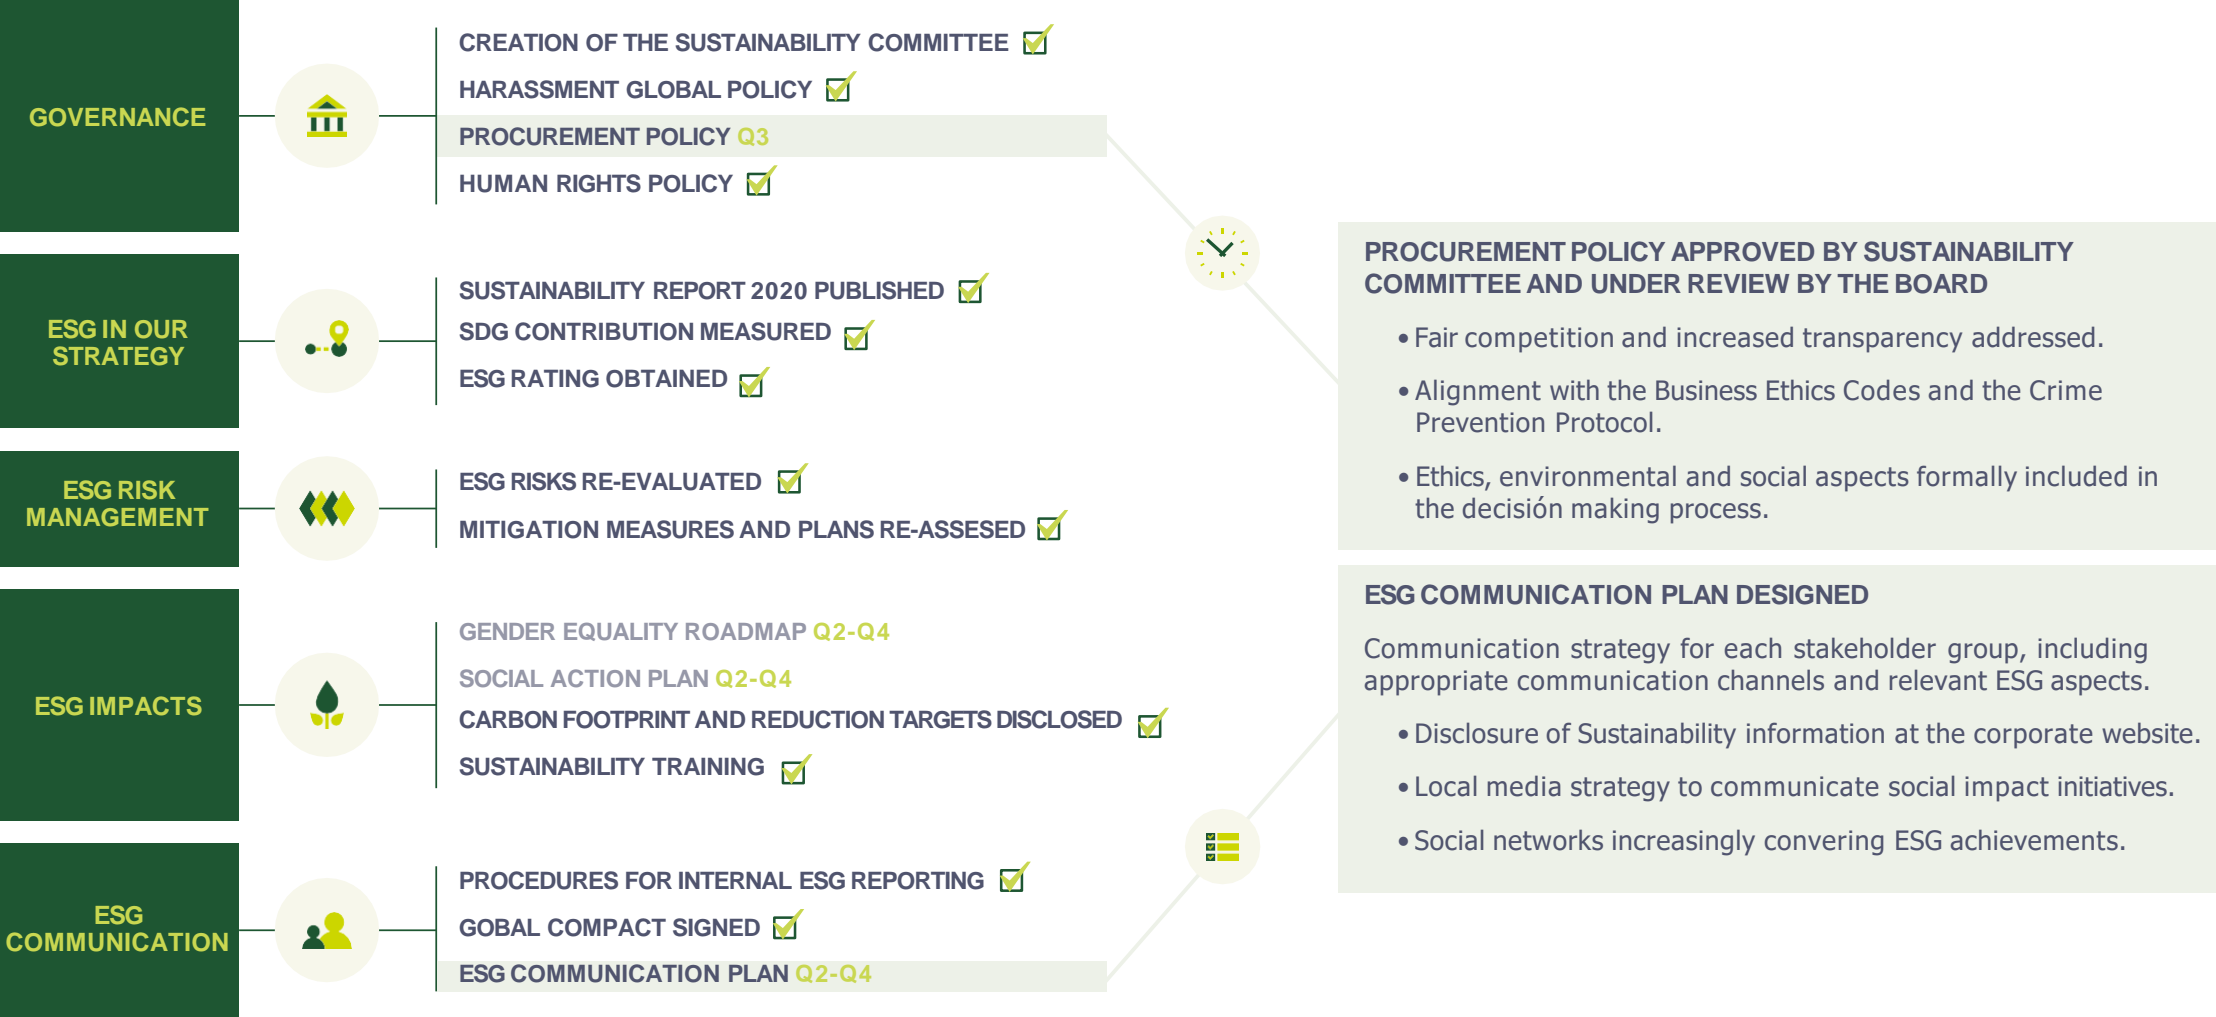 GOVERNANCE
CREATION OF THE SUSTAINABILITY COMMITTEE
HARASSMENT GLOBAL POLICY
PROCUREMENT POLICY Q3
HUMAN RIGHTS POLICY
ESG IN OUR
STRATEGY
SUSTAINABILITY REPORT 2020 PUBLISHED
SDG CONTRIBUTION MEASURED
ESG RATING OBTAINED
ESG RISK
MANAGEMENT
ESG RISKS RE-EVALUATED
MITIGATION MEASURES AND PLANS RE-ASSESED
ESG IMPACTS
GENDER EQUALITY ROADMAP Q2-Q4
SOCIAL ACTION PLAN Q2-Q4
CARBON FOOTPRINT AND REDUCTION TARGETS DISCLOSED
SUSTAINABILITY TRAINING
ESG
COMMUNICATION
PROCEDURES FOR INTERNAL ESG REPORTING
GOBAL COMPACT SIGNED
ESG COMMUNICATION PLAN Q2-Q4
PROCUREMENT POLICY APPROVED BY SUSTAINABILITY
COMMITTEE AND UNDER REVIEW BY THE BOARD
• Fair competition and increased transparency addressed.
• Alignment with the Business Ethics Codes and the Crime
Prevention Protocol.
• Ethics, environmental and social aspects formally included in
the decisión making process.
ESG COMMUNICATION PLAN DESIGNED
Communication strategy for each stakeholder group, including
appropriate communication channels and relevant ESG aspects.
• Disclosure of Sustainability information at the corporate website.
• Local media strategy to communicate social impact initiatives.
• Social networks increasingly convering ESG achievements.